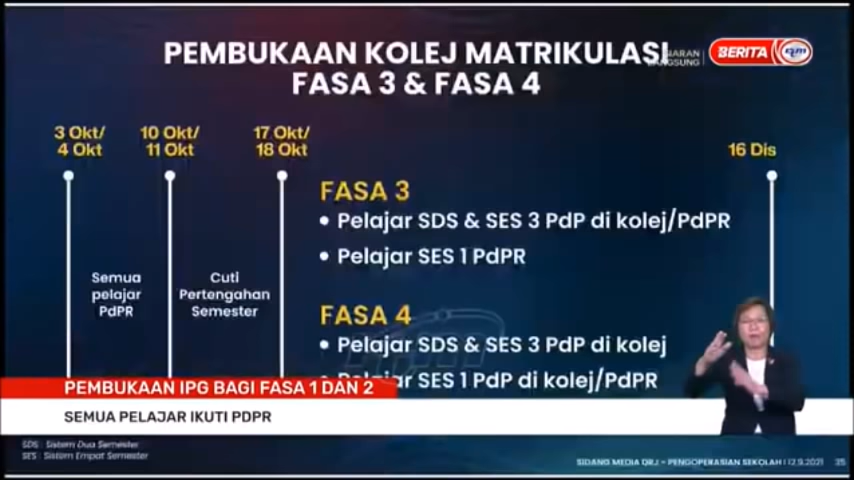 PEMBUKAAN KOLEJ MATRIKULASI
FASA 3 & FASA 4
SIARAN
LANGSUNG
BERITA RTM
3 Okt/
4 Okt
10 Okt/
11 Okt
17 Okt/
18 Okt
16 Dis
Semua
pelajar
PdPR
Cuti
Pertengahan
Semester
FASA 3
• Pelajar SDS & SES 3 PdP di kolej/PdPR
• Pelajar SES 1 PdPR
FASA 4
• Pelajar SDS & SES 3 PdP di kolej
ajar SES 1 PdP di kolej/PdPR
PEMBUKAAN IPG BAGI FASA 1 DAN 2
SEMUA PELAJAR IKUTI PDPR
SDS : Sistem Dua Semester
SES : Sistem Empat Semester
SIDANG MEDIA DRJ – PENGOPERASIAN SEKOLAH | 12.9.2021 35